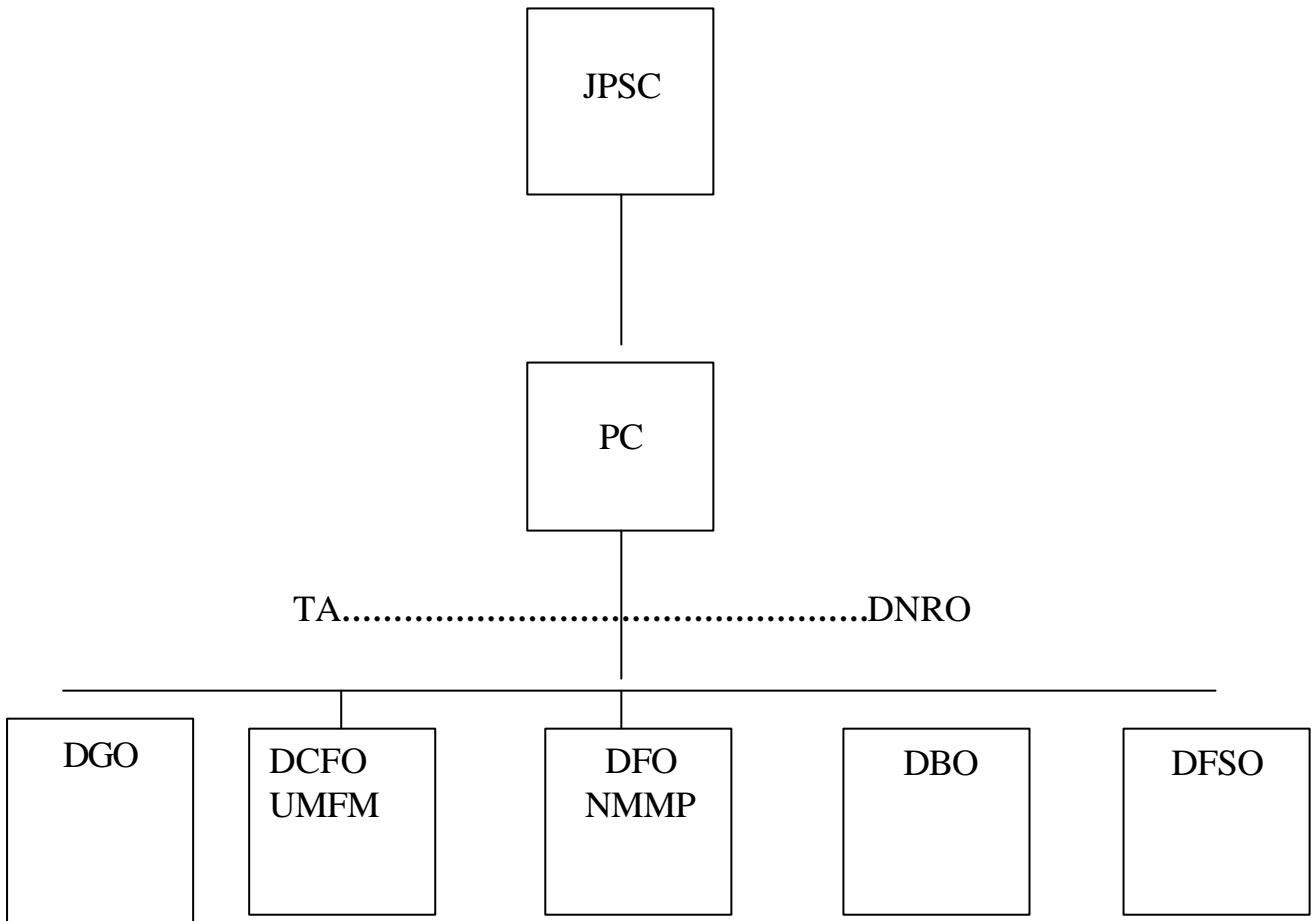 JPSC
PC
TA....................................................DNRO
DGO
DCFO
UMFM
DFO
NMMP
DBO
DFSO